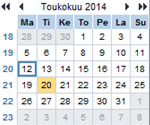 Toukokuu 2014
Ma Ti Ke To Pe La Su
18 28 29 30 1 2 3 4
19 5 6 7 8 9 10 11
20 12 13 14 15 16 17 18
21 19 20 21 22 23 24 25
22 26 27 28 29 30 31 1
23 2 3 4 5 6 7 8